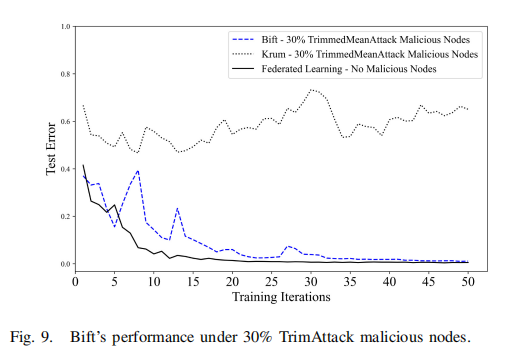 1.0
0.8
0.6
0.4
0.2
0.0
Test Error
Bift - 30% TrimmedMeanAttack Malicious Nodes
Krum - 30% TrimmedMeanAttack Malicious Nodes
Federated Learning - No Malicious Nodes
0 5 10 15 20 25 30 35 40 45 50
Training Iterations
Fig. 9. Bift's performance under 30% TrimAttack malicious nodes.